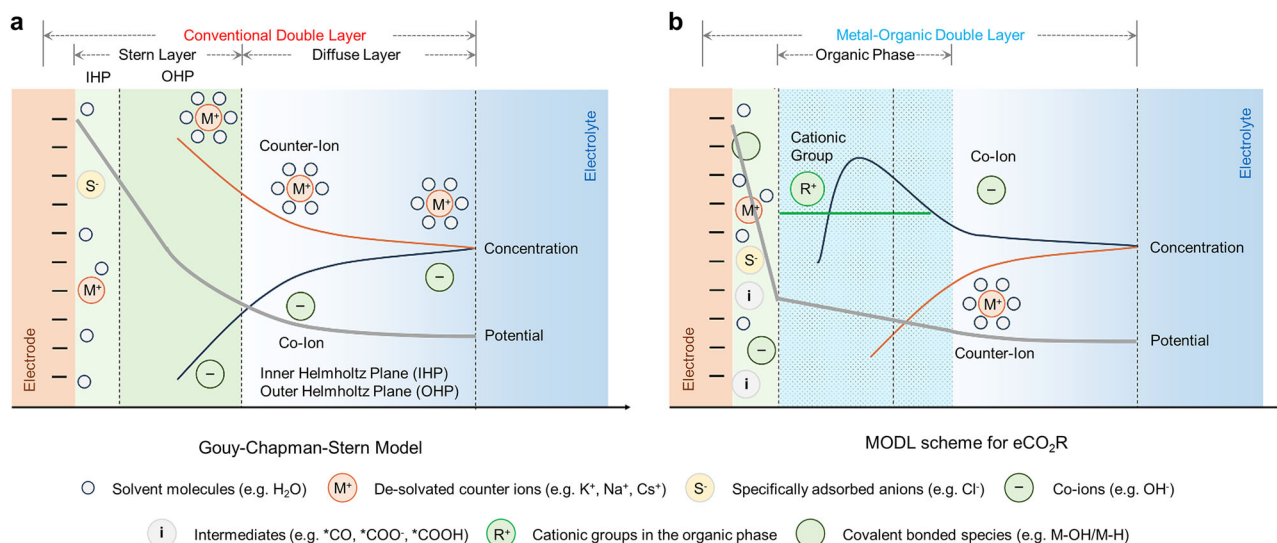 a
Conventional Double Layer
Stern Layer
Diffuse Layer
IHP
OHP
M⁺
Counter-Ion
M⁺
M⁺
S⁻
M⁺
−
−
−
Co-Ion
Concentration
Potential
Electrode
Electrolyte
Inner Helmholtz Plane (IHP)
Outer Helmholtz Plane (OHP)
Gouy-Chapman-Stern Model
b
Metal-Organic Double Layer
Organic Phase
Cationic
Group
R⁺
Co-Ion
−
M⁺
S⁻
i
−
i
M⁺
Counter-Ion
Concentration
Potential
Electrode
Electrolyte
MODL scheme for eCO₂R
Solvent molecules (e.g. H₂O)
M⁺ De-solvated counter ions (e.g. K⁺, Na⁺, Cs⁺)
S⁻ Specifically adsorbed anions (e.g. Cl⁻)
− Co-ions (e.g. OH⁻)
i Intermediates (e.g. *CO, *COO⁻, *COOH)
R⁺ Cationic groups in the organic phase
Covalent bonded species (e.g. M-OH/M-H)